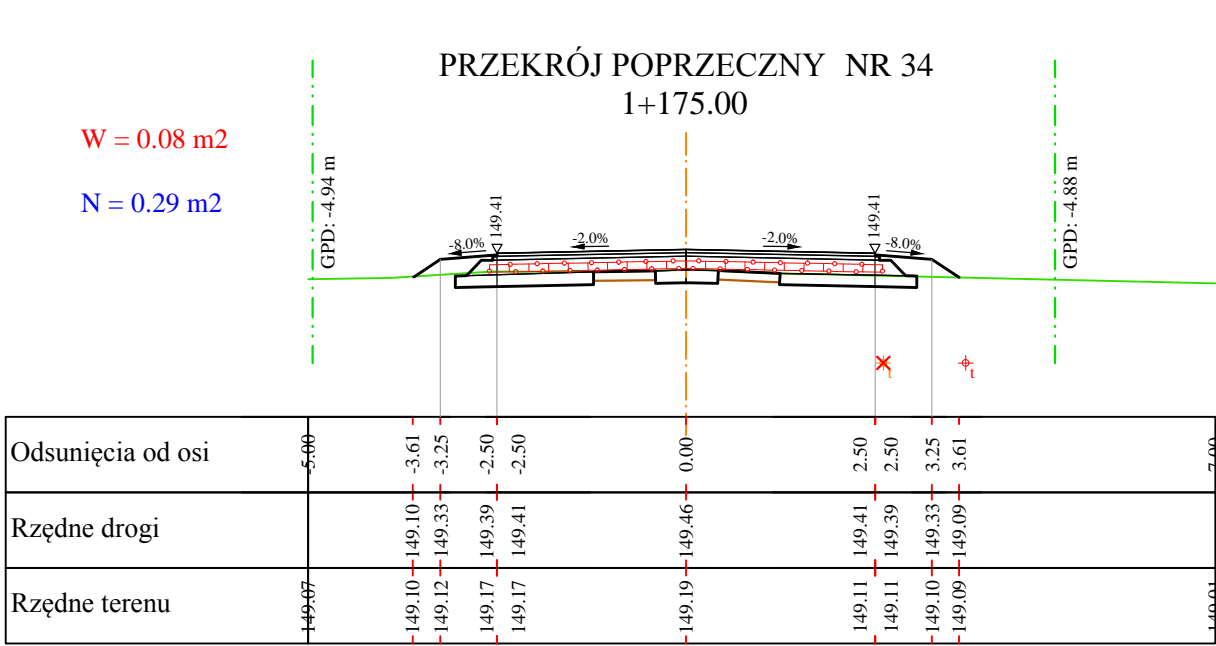 PRZEKRÓJ POPRZECZNY NR 34
1+175.00
W = 0.08 m2
N = 0.29 m2
GPD: -4.94 m
GPD: -4.88 m
149.41
149.41
-8.0%
-2.0%
-2.0%
-8.0%
t
t
Odsunięcia od osi -5.00 -3.61 -3.25 -2.50 -2.50 0.00 2.50 2.50 3.25 3.61 7.00
Rzędne drogi 149.10 149.33 149.39 149.41 149.46 149.41 149.39 149.33 149.09
Rzędne terenu 149.07 149.10 149.12 149.17 149.17 149.19 149.11 149.11 149.10 149.09 149.01